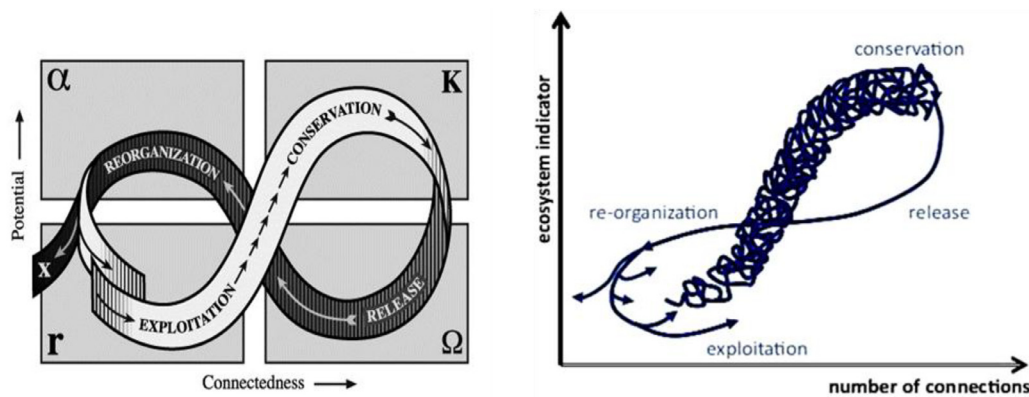 α
K
REORGANIZATION
CONSERVATION
Potential
X
EXPLOITATION
RELEASE
r
Ω
Connectedness
conservation
ecosystem indicator
re-organization
release
exploitation
number of connections